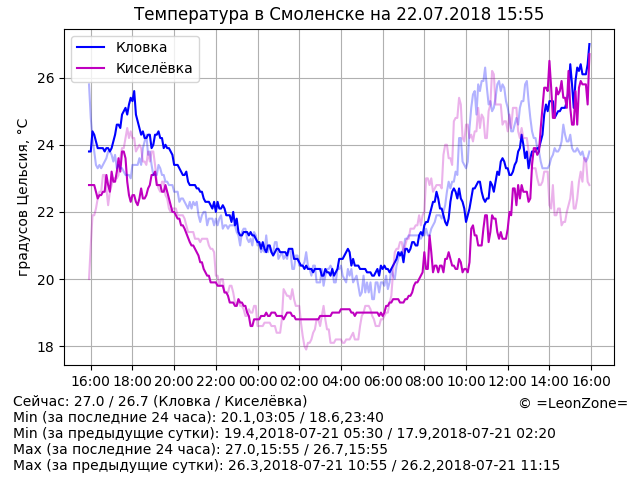 Температура в Смоленске на 22.07.2018 15:55
Кловка
Киселёвка
градусов Цельсия, °C
26
24
22
20
18
16:00 18:00 20:00 22:00 00:00 02:00 04:00 06:00 08:00 10:00 12:00 14:00 16:00
Сейчас: 27.0 / 26.7 (Кловка / Киселёвка)
© =LeonZone=
Min (за последние 24 часа): 20.1,03:05 / 18.6,23:40
Min (за предыдущие сутки): 19.4,2018-07-21 05:30 / 17.9,2018-07-21 02:20
Max (за последние 24 часа): 27.0,15:55 / 26.7,15:55
Max (за предыдущие сутки): 26.3,2018-07-21 10:55 / 26.2,2018-07-21 11:15